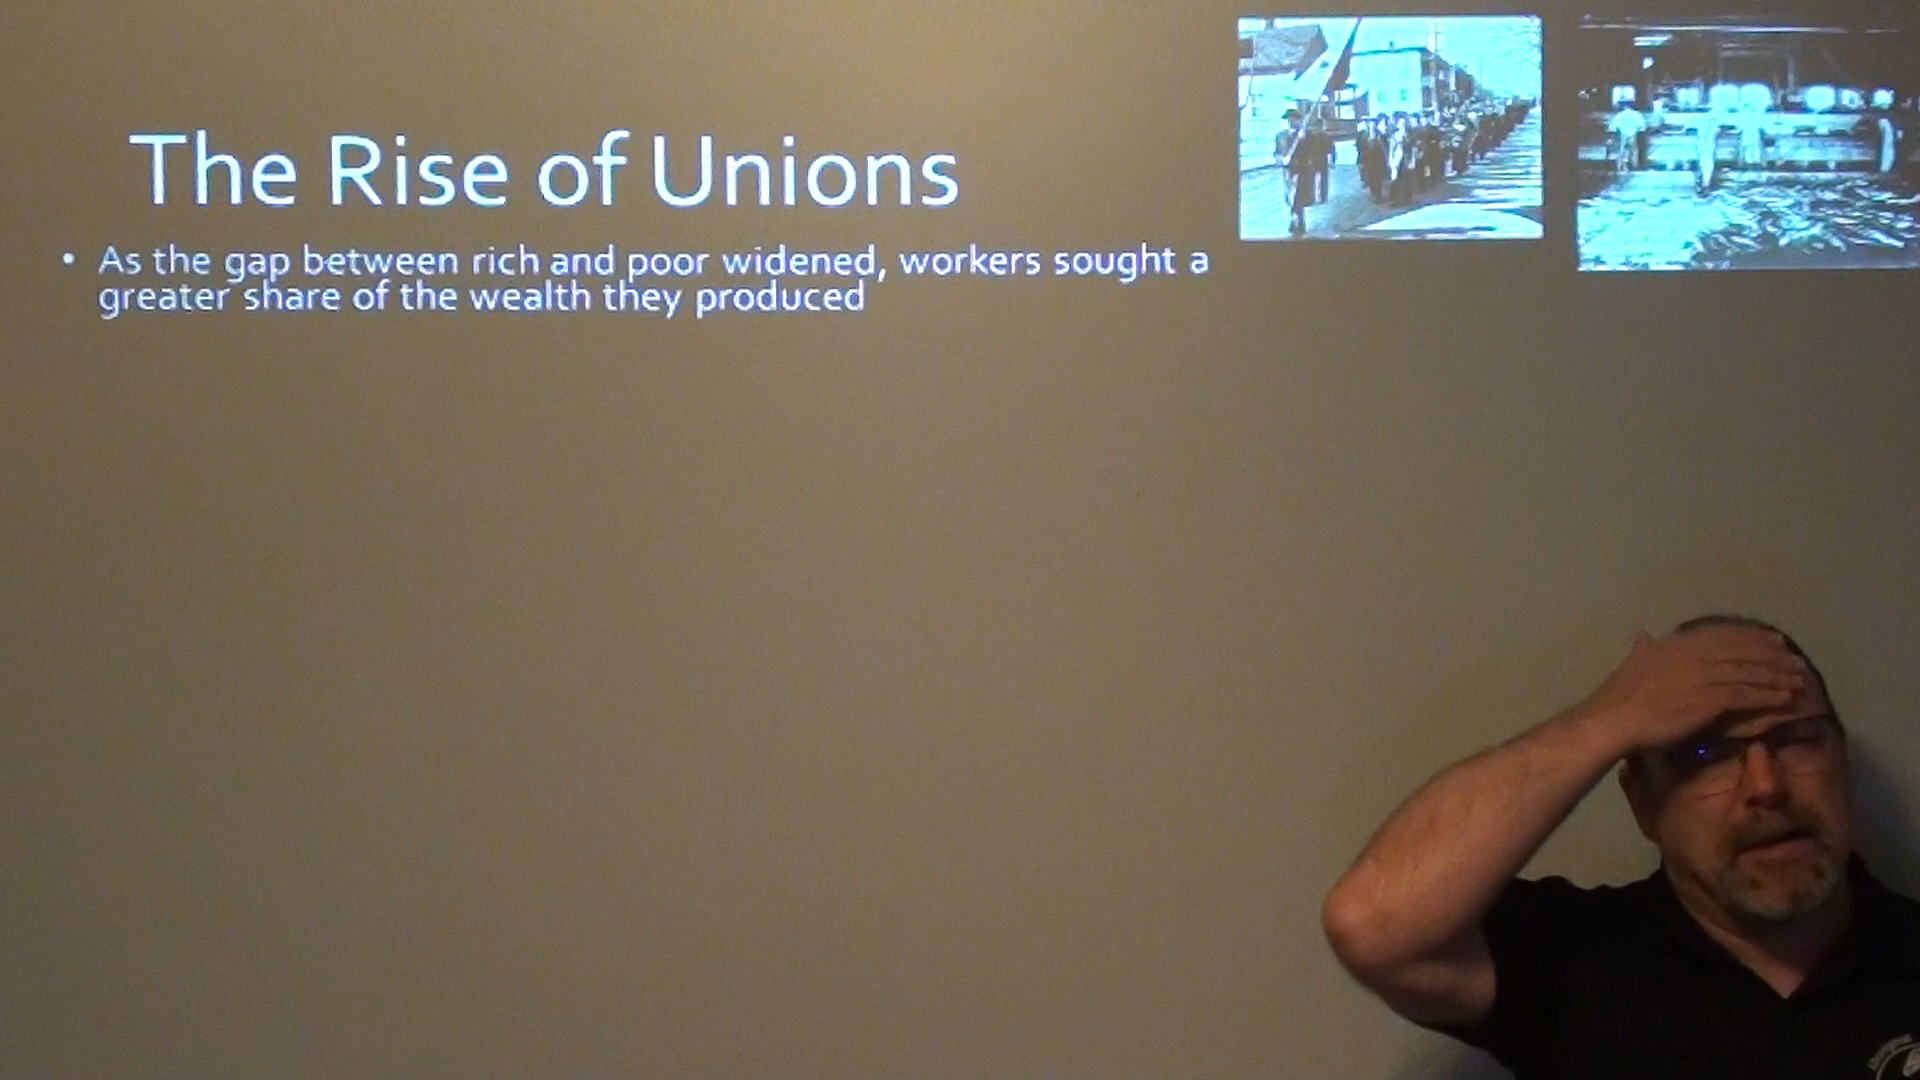 The Rise of Unions
• As the gap between rich and poor widened, workers sought a
greater share of the wealth they produced